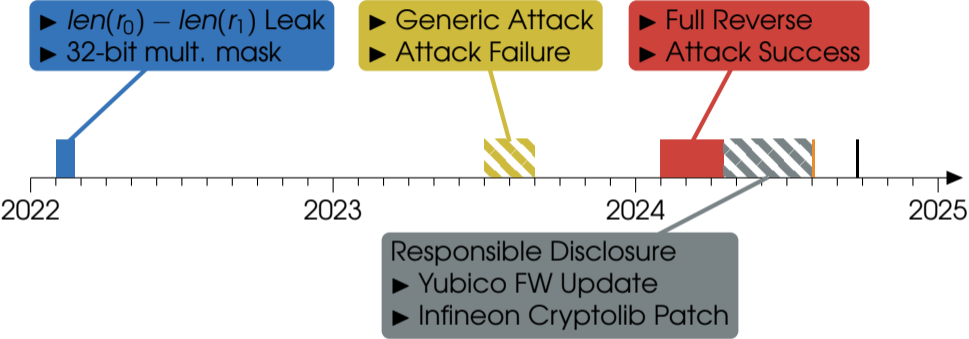 ► len(r₀) − len(r₁) Leak
► 32-bit mult. mask
► Generic Attack
► Attack Failure
► Full Reverse
► Attack Success
2022
2023
2024
2025
Responsible Disclosure
► Yubico FW Update
► Infineon Cryptolib Patch